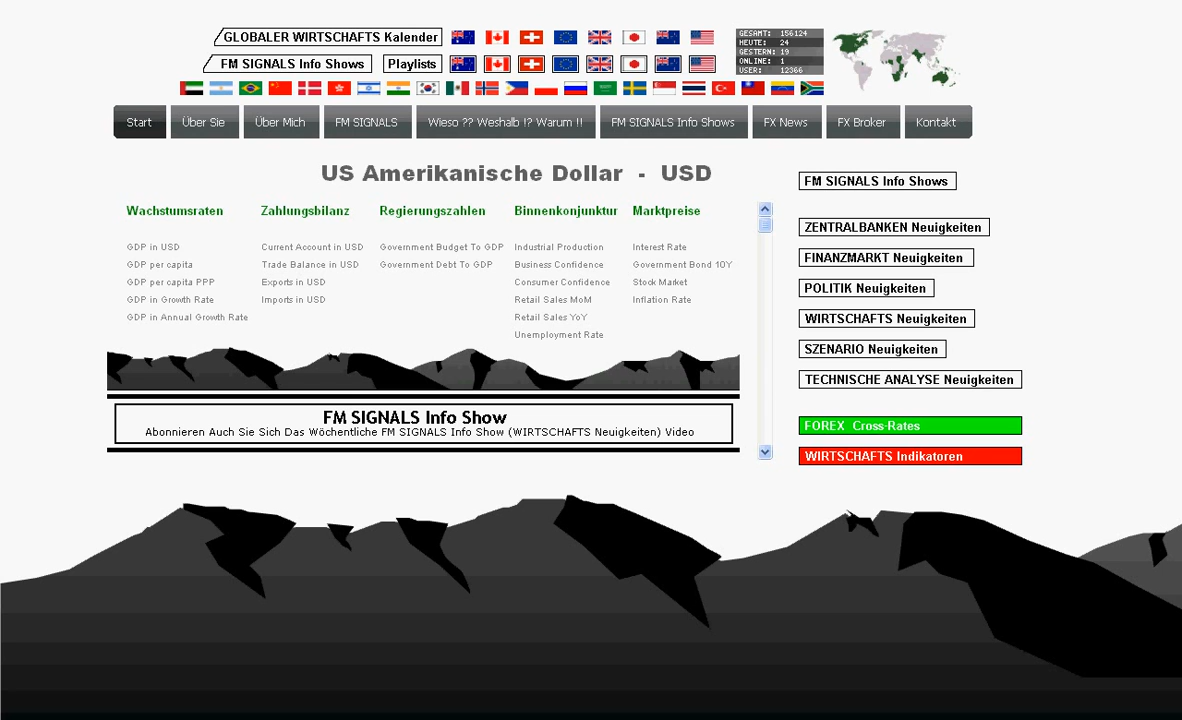 GLOBALER WIRTSCHAFTS Kalender
GESAMT: 156124
HEUTE: 24
GESTERN: 19
ONLINE: 1
USER: 12366
FM SIGNALS Info Shows
Playlists
Start
Über Sie
Über Mich
FM SIGNALS
Wieso ?? Weshalb !? Warum !!
FM SIGNALS Info Shows
FX News
FX Broker
Kontakt
US Amerikanische Dollar - USD
Wachstumsraten
GDP in USD
GDP per capita
GDP per capita PPP
GDP in Growth Rate
GDP in Annual Growth Rate
Zahlungsbilanz
Current Account in USD
Trade Balance in USD
Exports in USD
Imports in USD
Regierungszahlen
Government Budget To GDP
Government Debt To GDP
Binnenkonjunktur
Industrial Production
Business Confidence
Consumer Confidence
Retail Sales MoM
Retail Sales YoY
Unemployment Rate
Marktpreise
Interest Rate
Government Bond 10Y
Stock Market
Inflation Rate
FM SIGNALS Info Show
Abonnieren Auch Sie Sich Das Wöchentliche FM SIGNALS Info Show (WIRTSCHAFTS Neuigkeiten) Video
FM SIGNALS Info Shows
ZENTRALBANKEN Neuigkeiten
FINANZMARKT Neuigkeiten
POLITIK Neuigkeiten
WIRTSCHAFTS Neuigkeiten
SZENARIO Neuigkeiten
TECHNISCHE ANALYSE Neuigkeiten
FOREX Cross-Rates
WIRTSCHAFTS Indikatoren